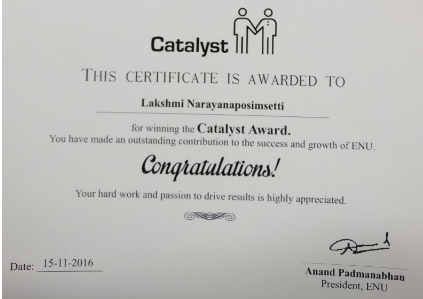 Catalyst
THIS CERTIFICATE IS AWARDED TO
Lakshmi Narayanaposimsetti
for winning the Catalyst Award.
You have made an outstanding contribution to the success and growth of ENU.
Congratulations!
Your hard work and passion to drive results is highly appreciated.
Date: 15-11-2016
Anand Padmanabhan
President, ENU